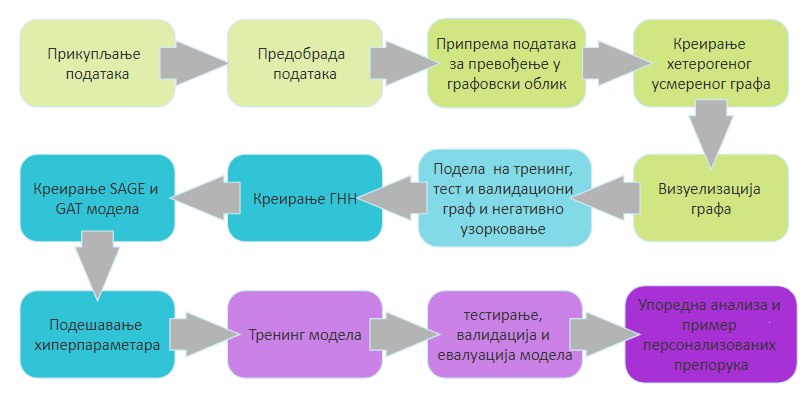 Прикупљање
података
Предобрада
података
Припрема података
за превођење у
графовски облик
Креирање
хетерогеног
усмереног графа
Визуелизација
графа
Подела на тренинг,
тест и валидациони
граф и негативно
узорковање
Креирање ГНН
Креирање SAGE и
GAT модела
Подешавање
хиперпараметара
Тренинг модела
тестирање,
валидација и
евалуација модела
Упоредна анализа и
пример
персонализованих
препорука